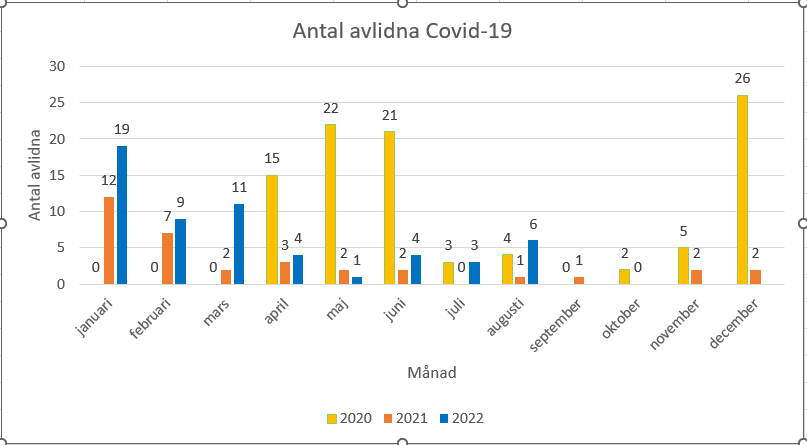 Antal avlidna Covid-19
Antal avlidna
30
25
20
15
10
5
0
0 12 19
0 7 9
0 2 11
15 3 4
22 2 1
21 2 4
3 0 3
4 1 6
0 1
2 0
5 2
26 2
januari
februari
mars
april
maj
juni
juli
augusti
september
oktober
november
december
Månad
2020 2021 2022